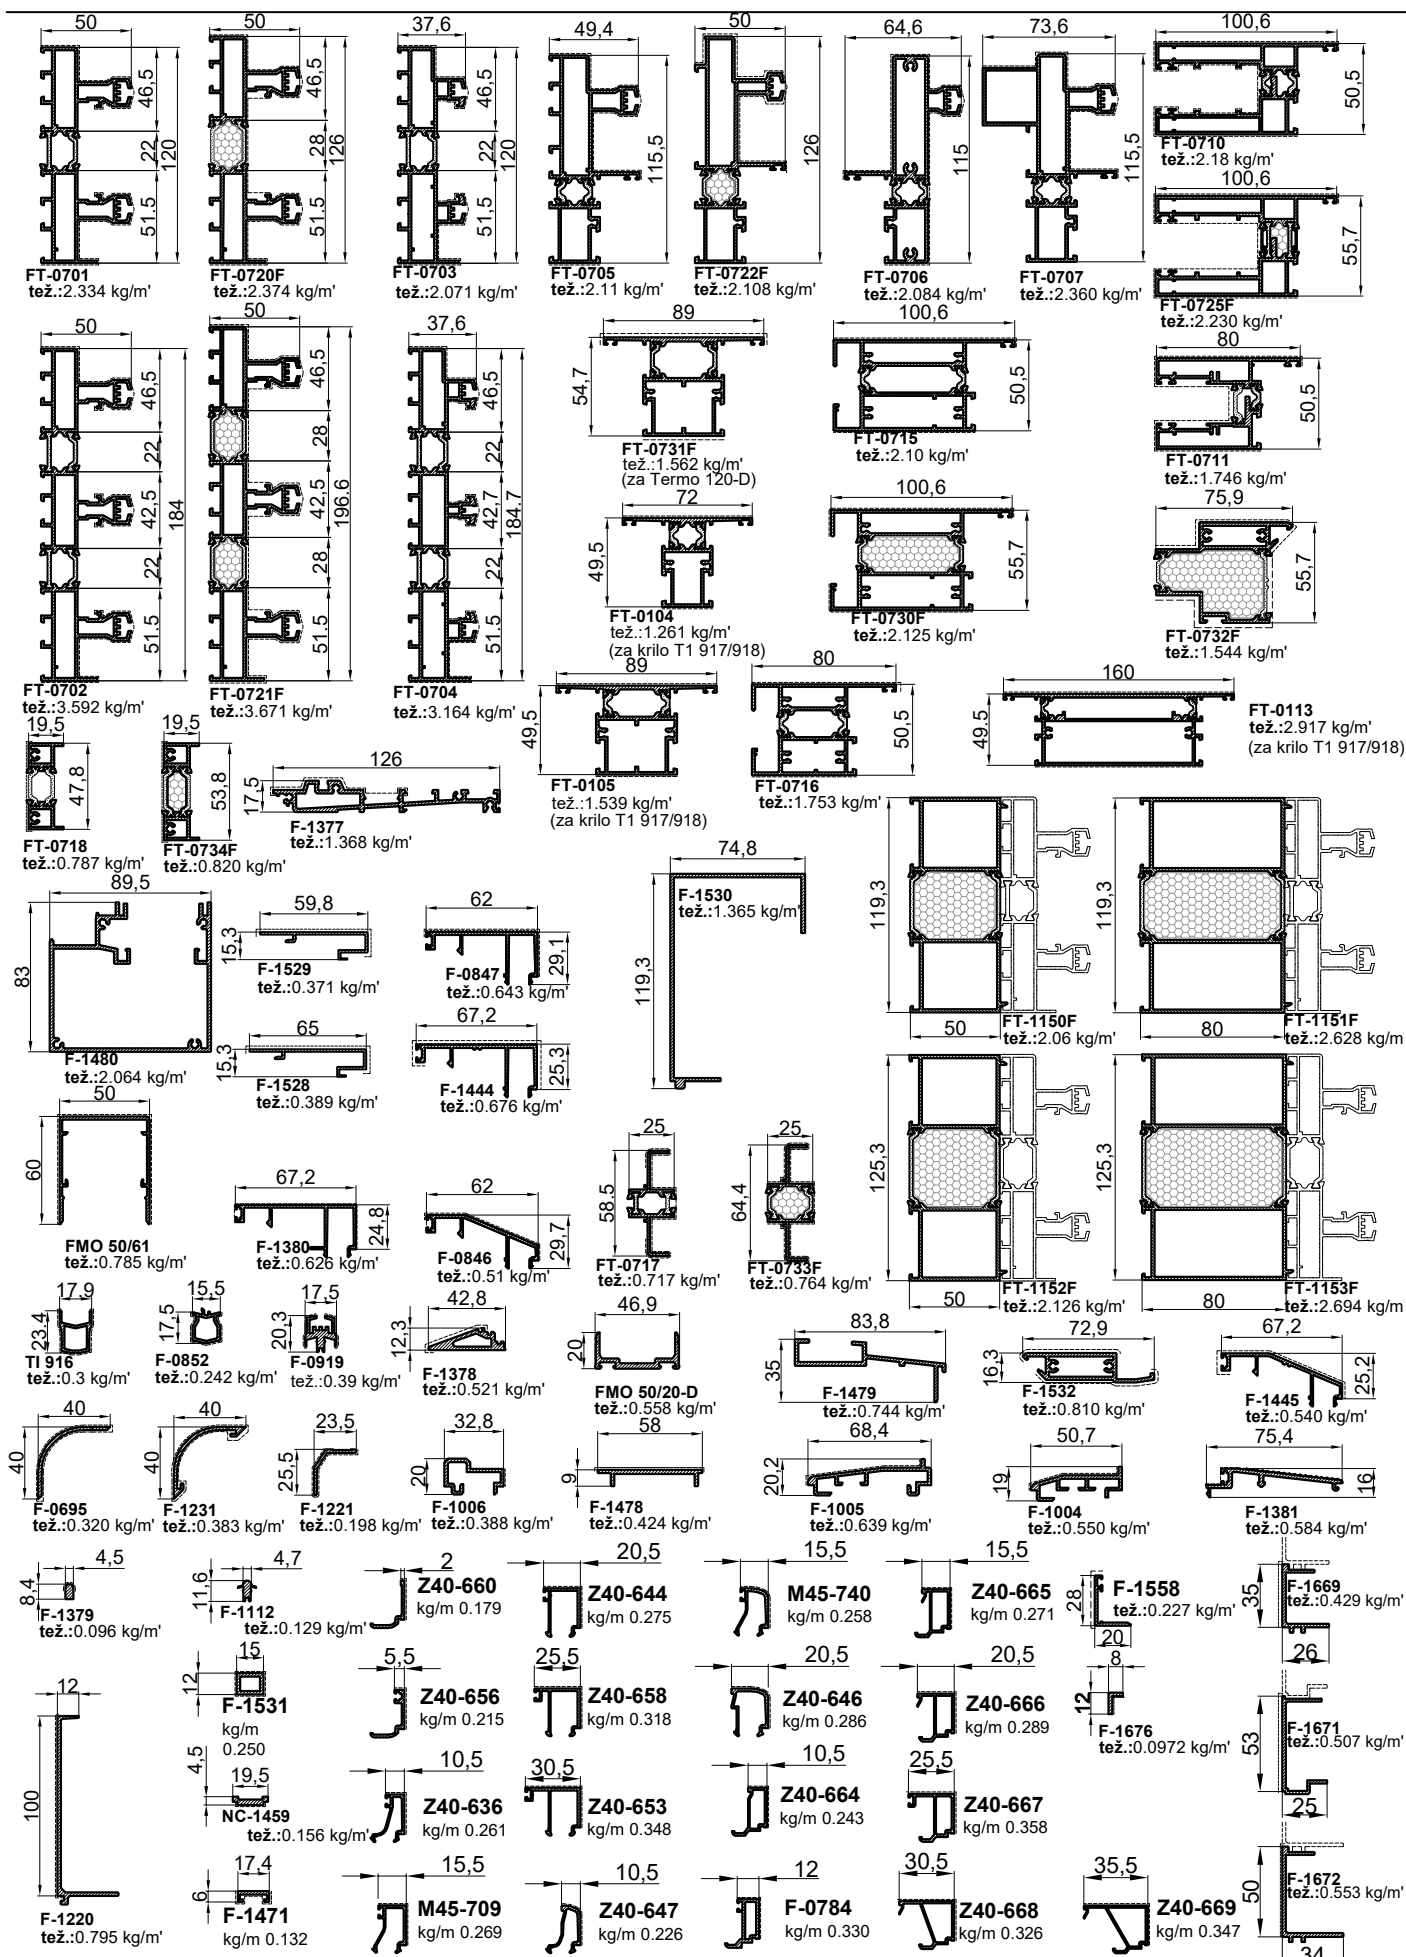 50
46,5
22
120
51.5
FT-0701
tež.:2.334 kg/m'
50
46,5
28
126
51.5
FT-0720F
tež.:2.374 kg/m'
37,6
46,5
22
120
51,5
FT-0703
tež.:2.071 kg/m'
49,4
115,5
FT-0705
tež.:2.11 kg/m'
50
126
FT-0722F
tež.:2.108 kg/m'
64,6
115
FT-0706
tež.:2.084 kg/m'
73,6
115,5
FT-0707
tež.:2.360 kg/m'
100,6
50,5
FT-0710
tež.:2.18 kg/m'
100,6
55,7
FT-0725F
tež.:2.230 kg/m'
50
46,5
22
42,5
184
22
51.5
FT-0702
tež.:3.592 kg/m'
50
46,5
28
42,5
196.6
28
51.5
FT-0721F
tež.:3.671 kg/m'
37,6
46,5
22
42,7
184.7
22
51.5
FT-0704
tež.:3.164 kg/m'
89
54,7
FT-0731F
tež.:1.562 kg/m'
(za Termo 120-D)
100,6
50,5
FT-0715
tež.:2.10 kg/m'
80
50,5
FT-0711
tež.:1.746 kg/m'
72
49,5
FT-0104
tež.:1.261 kg/m'
(za krilo T1 917/918)
100,6
55,7
FT-0730F
tež.:2.125 kg/m'
75,9
55,7
FT-0732F
tež.:1.544 kg/m'
19,5
47,8
FT-0718
tež.:0.787 kg/m'
19,5
53,8
FT-0734F
tež.:0.820 kg/m'
126
17,5
F-1377
tež.:1.368 kg/m'
89
49,5
FT-0105
tež.:1.539 kg/m'
(za krilo T1 917/918)
80
50,5
FT-0716
tež.:1.753 kg/m'
160
49.5
FT-0113
tež.:2.917 kg/m'
(za krilo T1 917/918)
89,5
83
F-1480
tež.:2.064 kg/m'
59,8
15,3
F-1529
tež.:0.371 kg/m'
62
29,1
F-0847
tež.:0.643 kg/m'
74,8
119,3
F-1530
tež.:1.365 kg/m'
119,3
50
FT-1150F
tež.:2.06 kg/m'
119,3
80
FT-1151F
tež.:2.628 kg/m
65
15,3
F-1528
tež.:0.389 kg/m'
67,2
25,3
F-1444
tež.:0.676 kg/m'
50
60
FMO 50/61
tež.:0.785 kg/m'
67,2
24,8
F-1380
tež.:0.626 kg/m'
62
29,7
F-0846
tež.:0.51 kg/m'
25
58.5
FT-0717
tež.:0.717 kg/m'
25
64,4
FT-0733F
tež.:0.764 kg/m'
125,3
50
FT-1152F
tež.:2.126 kg/m'
125,3
80
FT-1153F
tež.:2.694 kg/m
17,9
23,4
TI 916
tež.:0.3 kg/m'
15,5
17,5
F-0852
tež.:0.242 kg/m'
17,5
20,3
F-0919
tež.:0.39 kg/m'
42,8
12,3
F-1378
tež.:0.521 kg/m'
46,9
20
FMO 50/20-D
tež.:0.558 kg/m'
83,8
35
F-1479
tež.:0.744 kg/m'
72,9
16,3
F-1532
tež.:0.810 kg/m'
67,2
25,2
F-1445
tež.:0.540 kg/m'
40
40
F-0695
tež.:0.320 kg/m'
40
40
F-1231
tež.:0.383 kg/m'
23,5
25,5
F-1221
tež.:0.198 kg/m'
32,8
20
F-1006
tež.:0.388 kg/m'
58
9
F-1478
tež.:0.424 kg/m'
68,4
20,2
F-1005
tež.:0.639 kg/m'
50,7
19
F-1004
tež.:0.550 kg/m'
75,4
16
F-1381
tež.:0.584 kg/m'
4,5
8,4
F-1379
tež.:0.096 kg/m'
4,7
11,6
F-1112
tež.:0.129 kg/m'
2
Z40-660
kg/m 0.179
20,5
Z40-644
kg/m 0.275
15,5
M45-740
kg/m 0.258
15,5
Z40-665
kg/m 0.271
28
20
F-1558
tež.:0.227 kg/m'
35
26
F-1669
tež.:0.429 kg/m'
12
100
F-1220
tež.:0.795 kg/m'
15
12
F-1531
kg/m
0.250
5,5
Z40-656
kg/m 0.215
25,5
Z40-658
kg/m 0.318
20,5
Z40-646
kg/m 0.286
20,5
Z40-666
kg/m 0.289
8
12
F-1676
tež.:0.0972 kg/m'
53
25
F-1671
tež.:0.507 kg/m'
4,5
19,5
NC-1459
tež.:0.156 kg/m'
10,5
Z40-636
kg/m 0.261
30,5
Z40-653
kg/m 0.348
10,5
Z40-664
kg/m 0.243
25,5
Z40-667
kg/m 0.358
17,4
6
F-1471
kg/m 0.132
15,5
M45-709
kg/m 0.269
10,5
Z40-647
kg/m 0.226
12
F-0784
kg/m 0.330
30,5
Z40-668
kg/m 0.326
35,5
Z40-669
kg/m 0.347
50
34
F-1672
tež.:0.553 kg/m'